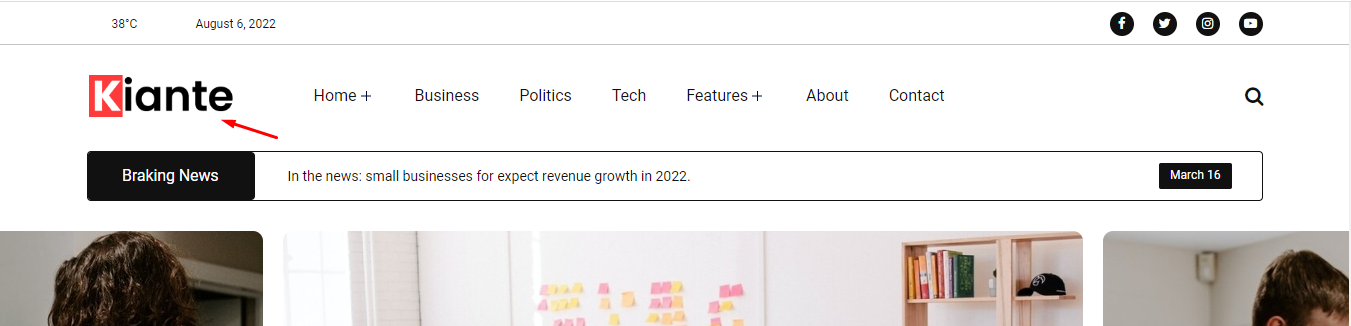 38°C August 6, 2022
Kiante Home + Business Politics Tech Features + About Contact
Braking News In the news: small businesses for expect revenue growth in 2022. March 16